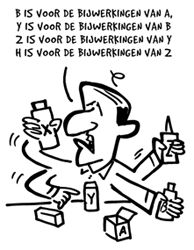 B IS VOOR DE BIJWERKINGEN VAN A,
Y IS VOOR DE BIJWERKINGEN VAN B
Z IS VOOR DE BIJWERKINGEN VAN Y
H IS VOOR DE BIJWERKINGEN VAN Z
Y
A